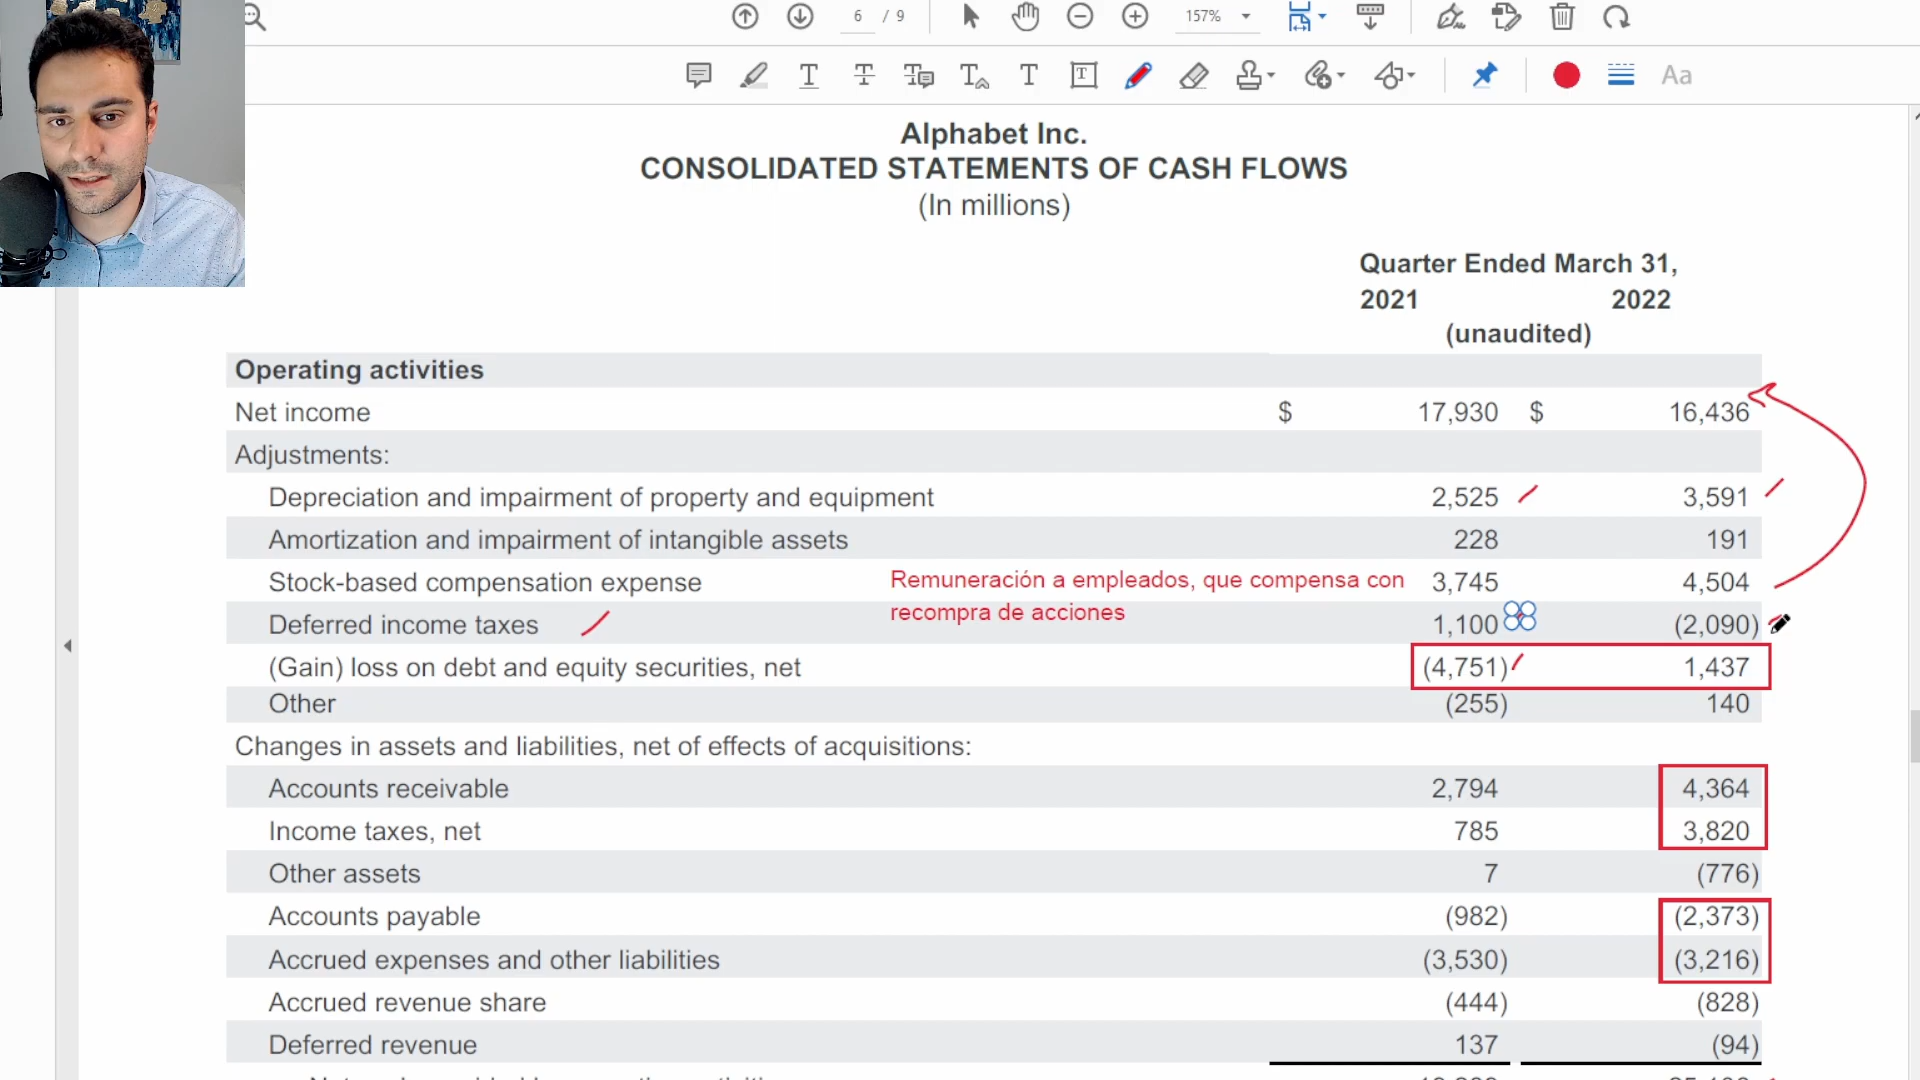 6 / 9
157%
Aa
Alphabet Inc.
CONSOLIDATED STATEMENTS OF CASH FLOWS
(In millions)
Quarter Ended March 31,
2021 2022
(unaudited)
Operating activities
Net income $ 17,930 $ 16,436
Adjustments:
Depreciation and impairment of property and equipment 2,525 3,591
Amortization and impairment of intangible assets 228 191
Stock-based compensation expense 3,745 4,504
Remuneración a empleados, que compensa con
recompra de acciones
Deferred income taxes 1,100 (2,090)
(Gain) loss on debt and equity securities, net (4,751) 1,437
Other (255) 140
Changes in assets and liabilities, net of effects of acquisitions:
Accounts receivable 2,794 4,364
Income taxes, net 785 3,820
Other assets 7 (776)
Accounts payable (982) (2,373)
Accrued expenses and other liabilities (3,530) (3,216)
Accrued revenue share (444) (828)
Deferred revenue 137 (94)